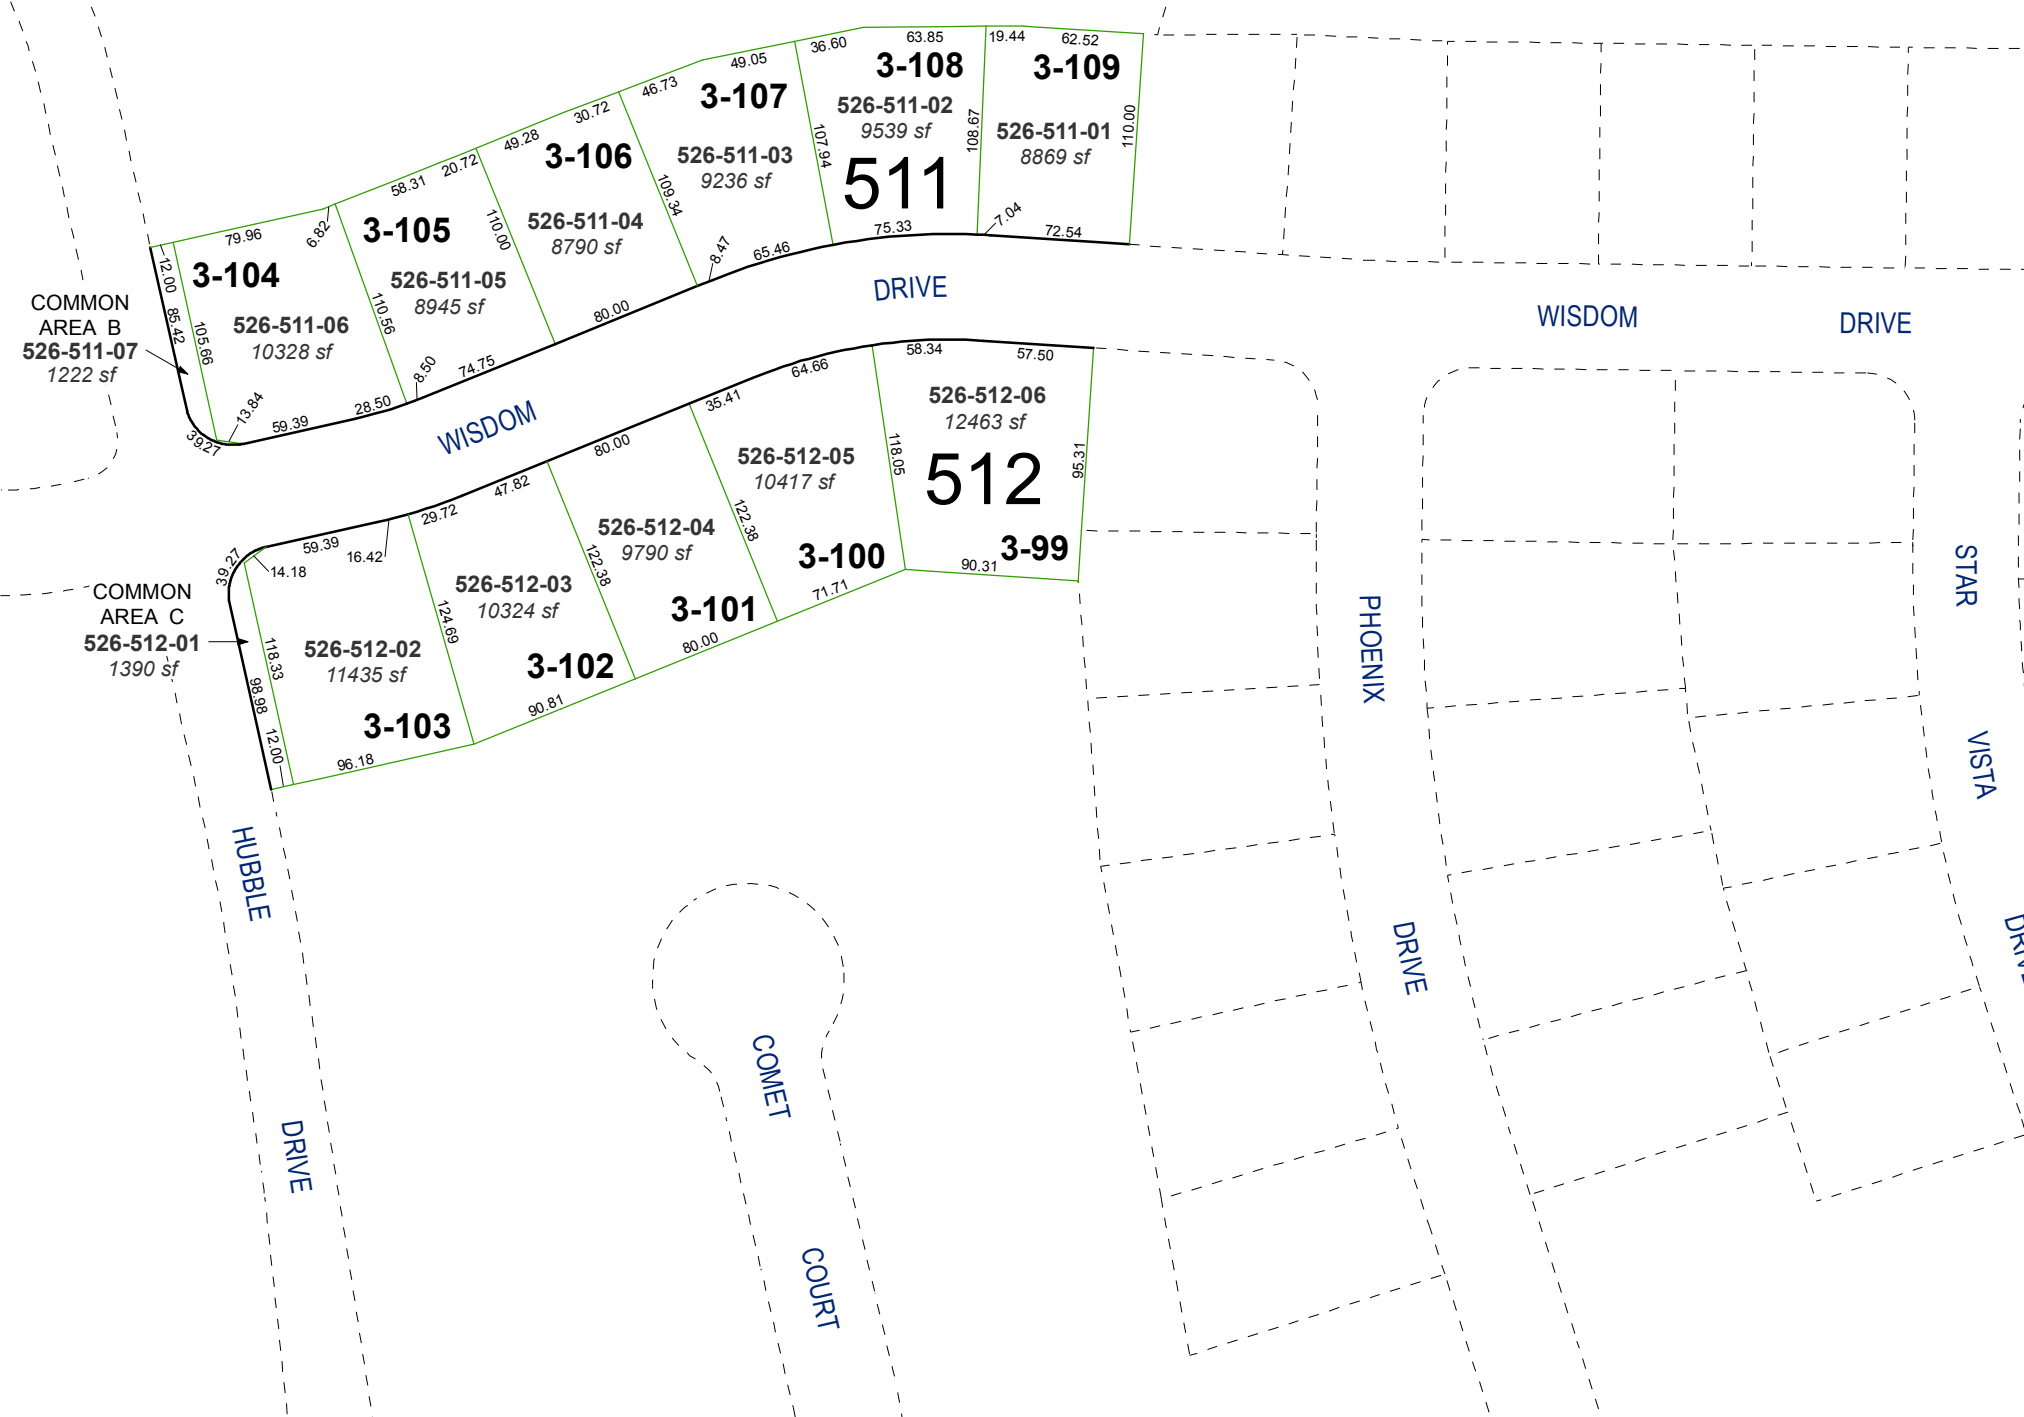 36.60
63.85
19.44
62.52
3-108
3-109
49.05
46.73
3-107
526-511-02
9539 sf
107.94
108.67
526-511-01
8869 sf
110.00
511
30.72
49.28
3-106
526-511-03
9236 sf
109.34
20.72
58.31
3-105
110.00
526-511-04
8790 sf
75.33
7.04
72.54
79.96
6.82
8.47
65.46
12.00
3-104
526-511-05
8945 sf
DRIVE
COMMON
AREA B
526-511-07
1222 sf
85.42
105.66
526-511-06
10328 sf
110.56
80.00
WISDOM
DRIVE
8.50
74.75
13.84
28.50
59.39
39.27
WISDOM
58.34
57.50
64.66
35.41
526-512-06
12463 sf
80.00
118.05
95.31
512
526-512-05
10417 sf
47.82
29.72
122.38
526-512-04
9790 sf
3-100
3-99
90.31
59.39
16.42
39.27
14.18
122.38
71.71
COMMON
AREA C
526-512-01
1390 sf
526-512-03
10324 sf
3-101
124.69
80.00
118.33
526-512-02
11435 sf
3-102
98.98
90.81
3-103
12.00
96.18
STAR
PHOENIX
VISTA
HUBBLE
DRIVE
COMET
DRIVE
COURT